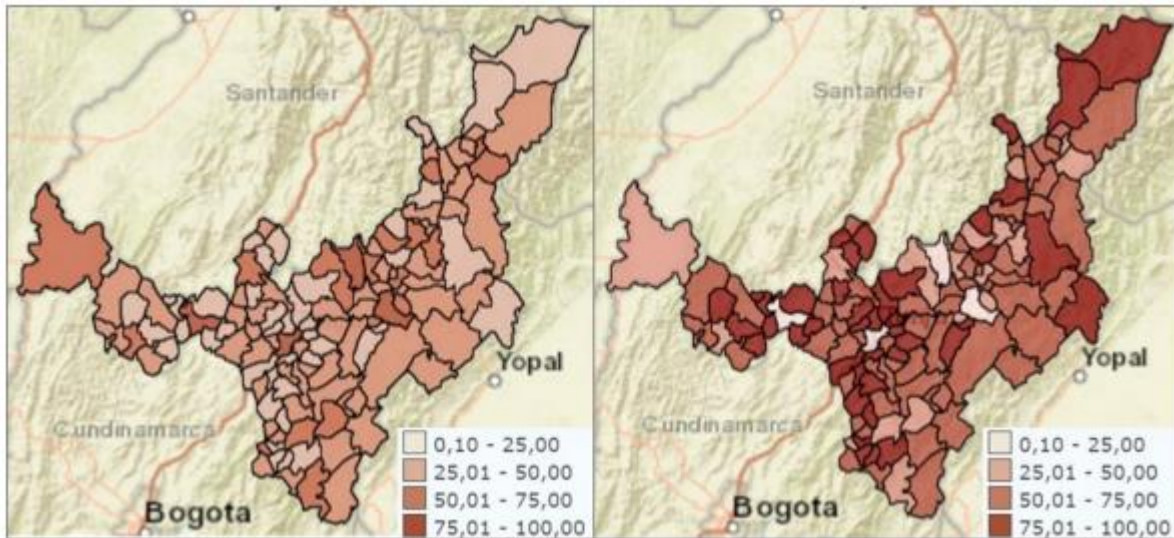 Santander
Yopal
Cundinamarca
Bogota
0,10 - 25,00
25,01 - 50,00
50,01 - 75,00
75,01 - 100,00
Santander
Yopal
Cundinamarca
Bogota
0,10 - 25,00
25,01 - 50,00
50,01 - 75,00
75,01 - 100,00